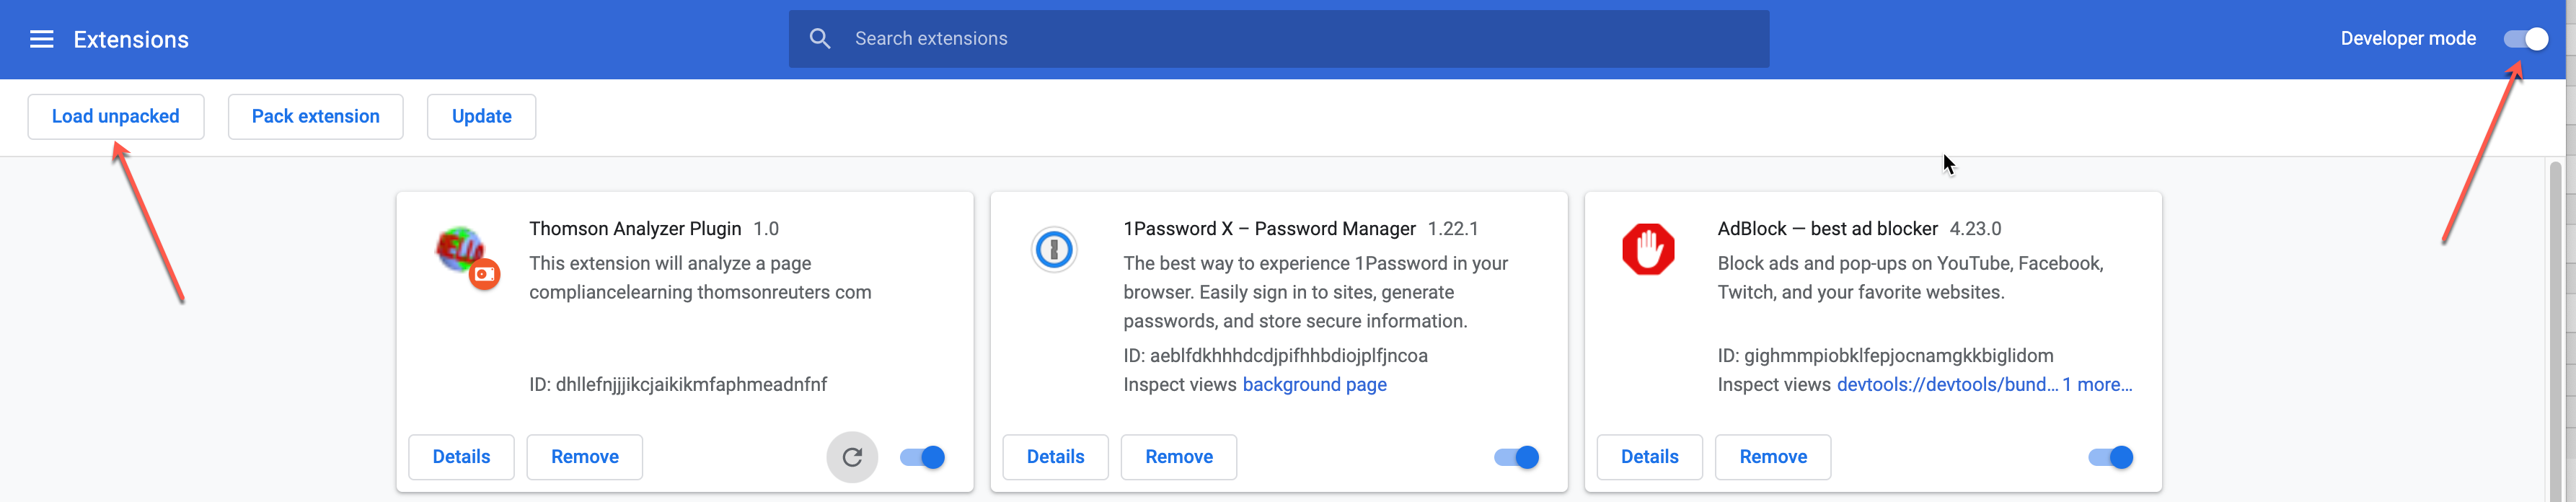 Extensions
Search extensions
Developer mode
Load unpacked
Pack extension
Update
Thomson Analyzer Plugin 1.0
This extension will analyze a page
compliancelearning thomsonreuters com
ID: dhllefnjjjikcjaikikmfaphmeadnfnf
Details
Remove
1Password X – Password Manager 1.22.1
The best way to experience 1Password in your
browser. Easily sign in to sites, generate
passwords, and store secure information.
ID: aeblfdkhhhdcdjpifhhbdiojplfjncoa
Inspect views background page
Details
Remove
AdBlock — best ad blocker 4.23.0
Block ads and pop-ups on YouTube, Facebook,
Twitch, and your favorite websites.
ID: gighmmpiobklfepjocnamgkkbiglidom
Inspect views devtools://devtools/bund... 1 more...
Details
Remove